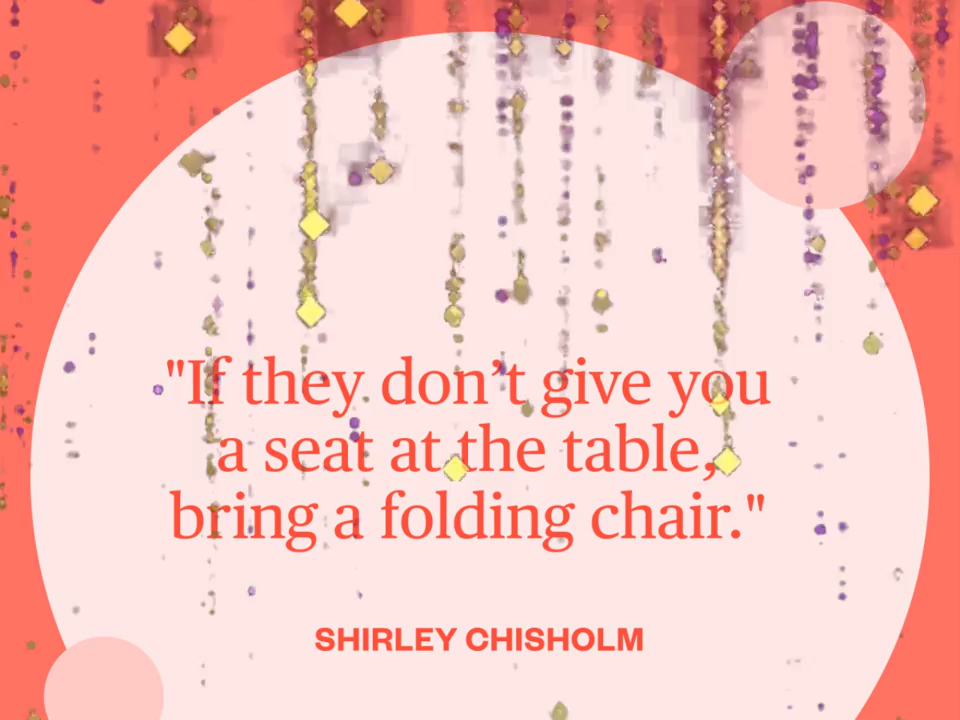 "If they don’t give you
a seat at the table,
bring a folding chair."
SHIRLEY CHISHOLM